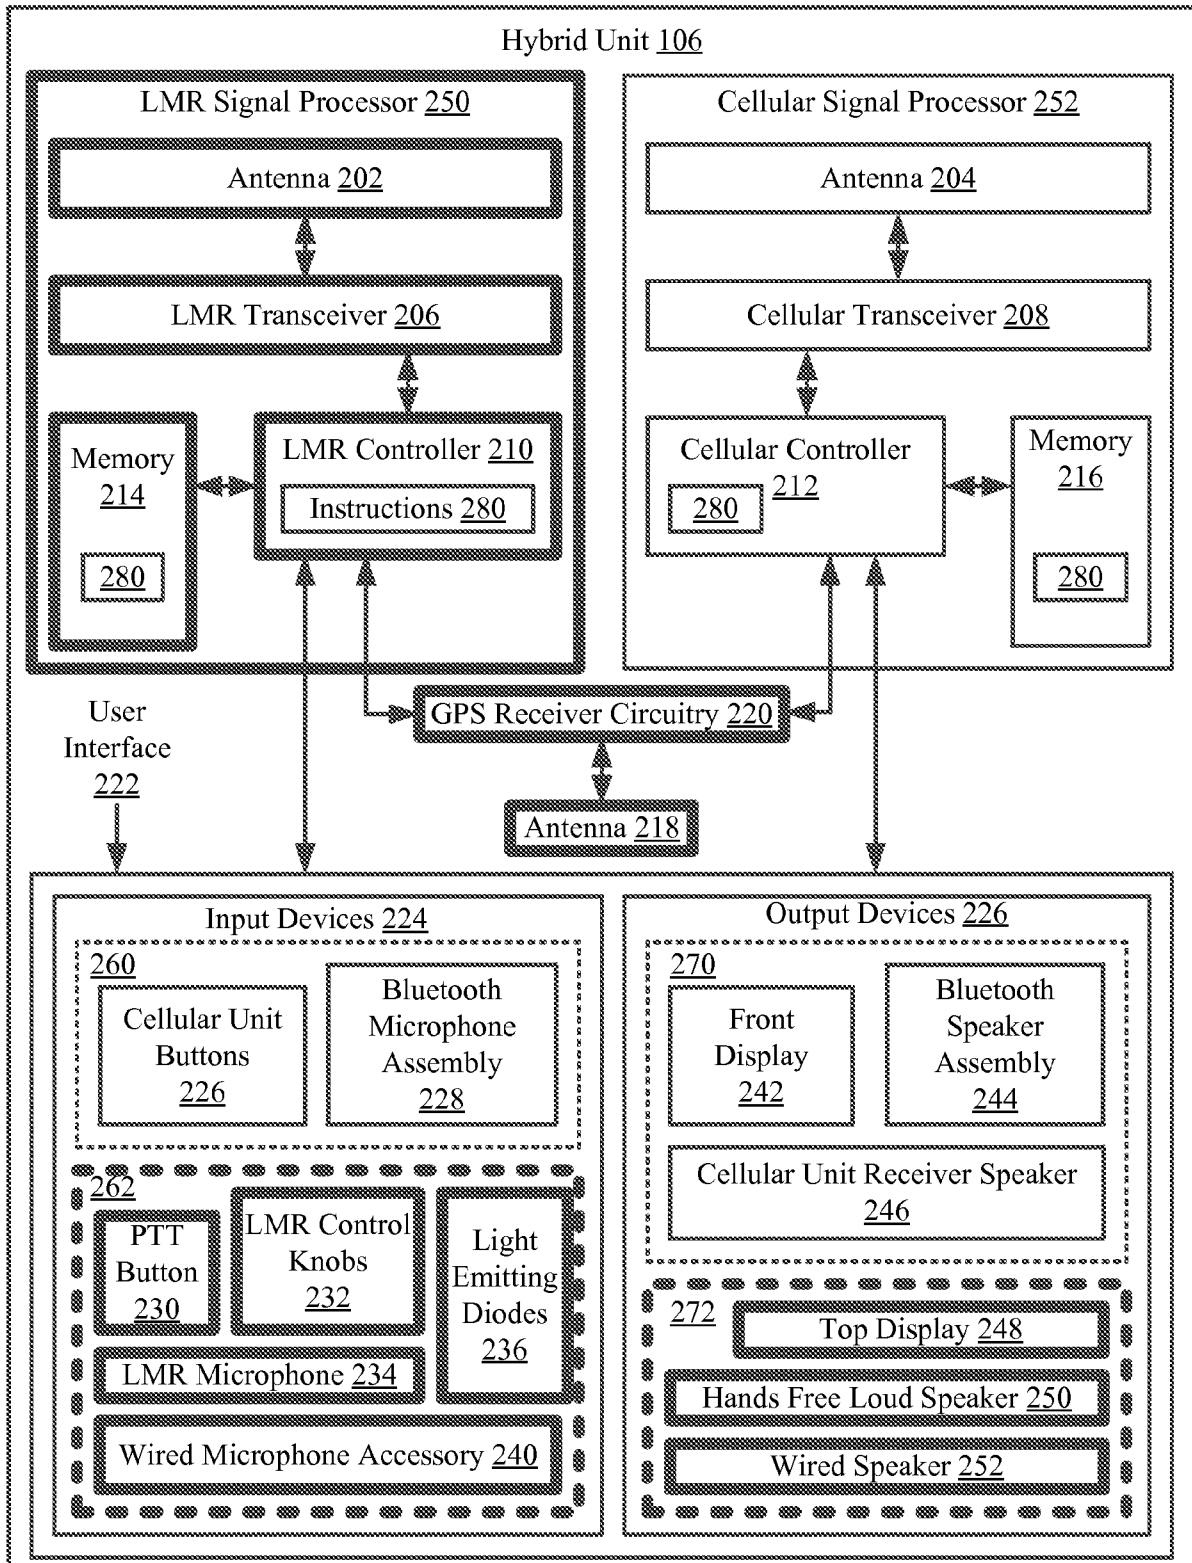 Hybrid Unit 106
LMR Signal Processor 250
Antenna 202
LMR Transceiver 206
Memory
214
280
LMR Controller 210
Instructions 280
Cellular Signal Processor 252
Antenna 204
Cellular Transceiver 208
Cellular Controller
212
280
Memory
216
280
User
Interface
222
GPS Receiver Circuitry 220
Antenna 218
Input Devices 224
260
Cellular Unit
Buttons
226
Bluetooth
Microphone
Assembly
228
262
PTT
Button
230
LMR Control
Knobs
232
Light
Emitting
Diodes
236
LMR Microphone 234
Wired Microphone Accessory 240
Output Devices 226
270
Front
Display
242
Bluetooth
Speaker
Assembly
244
Cellular Unit Receiver Speaker
246
272
Top Display 248
Hands Free Loud Speaker 250
Wired Speaker 252